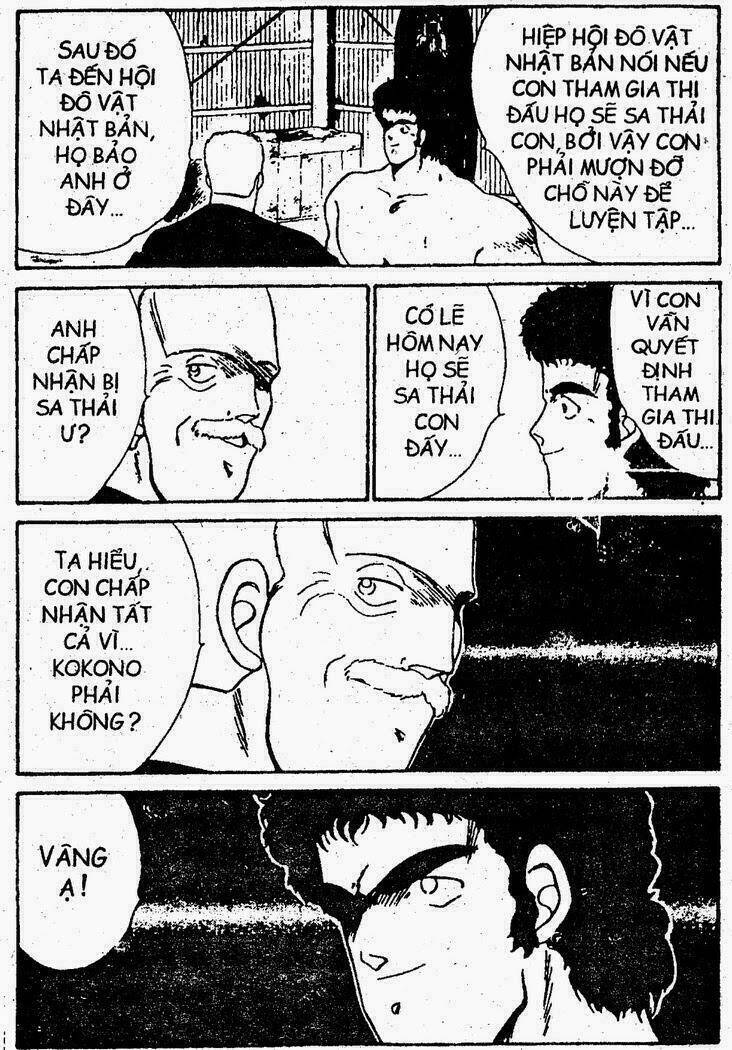 SAU ĐÓ
TA ĐẾN HỘI
ĐÔ VẬT
NHẬT BẢN,
HỌ BẢO
ANH Ở
ĐÂY...
HIỆP HỘI ĐÔ VẬT
NHẬT BẢN NÓI NẾU
CON THAM GIA THI
ĐẤU HỌ SẼ SA THẢI
CON, BỞI VẬY CON
PHẢI MƯỢN ĐỠ
CHỖ NÀY ĐỂ
LUYỆN TẬP...
ANH
CHẤP
NHẬN BỊ
SA THẢI
Ư?
CÓ LẼ
HÔM NAY
HỌ SẼ
SA THẢI
CON
ĐẤY...
VÌ CON
VẪN
QUYẾT
ĐỊNH
THAM
GIA THI
ĐẤU...
TA HIỂU,
CON CHẤP
NHẬN TẤT
CẢ VÌ...
KOKONO
PHẢI
KHÔNG?
VÂNG
Ạ!